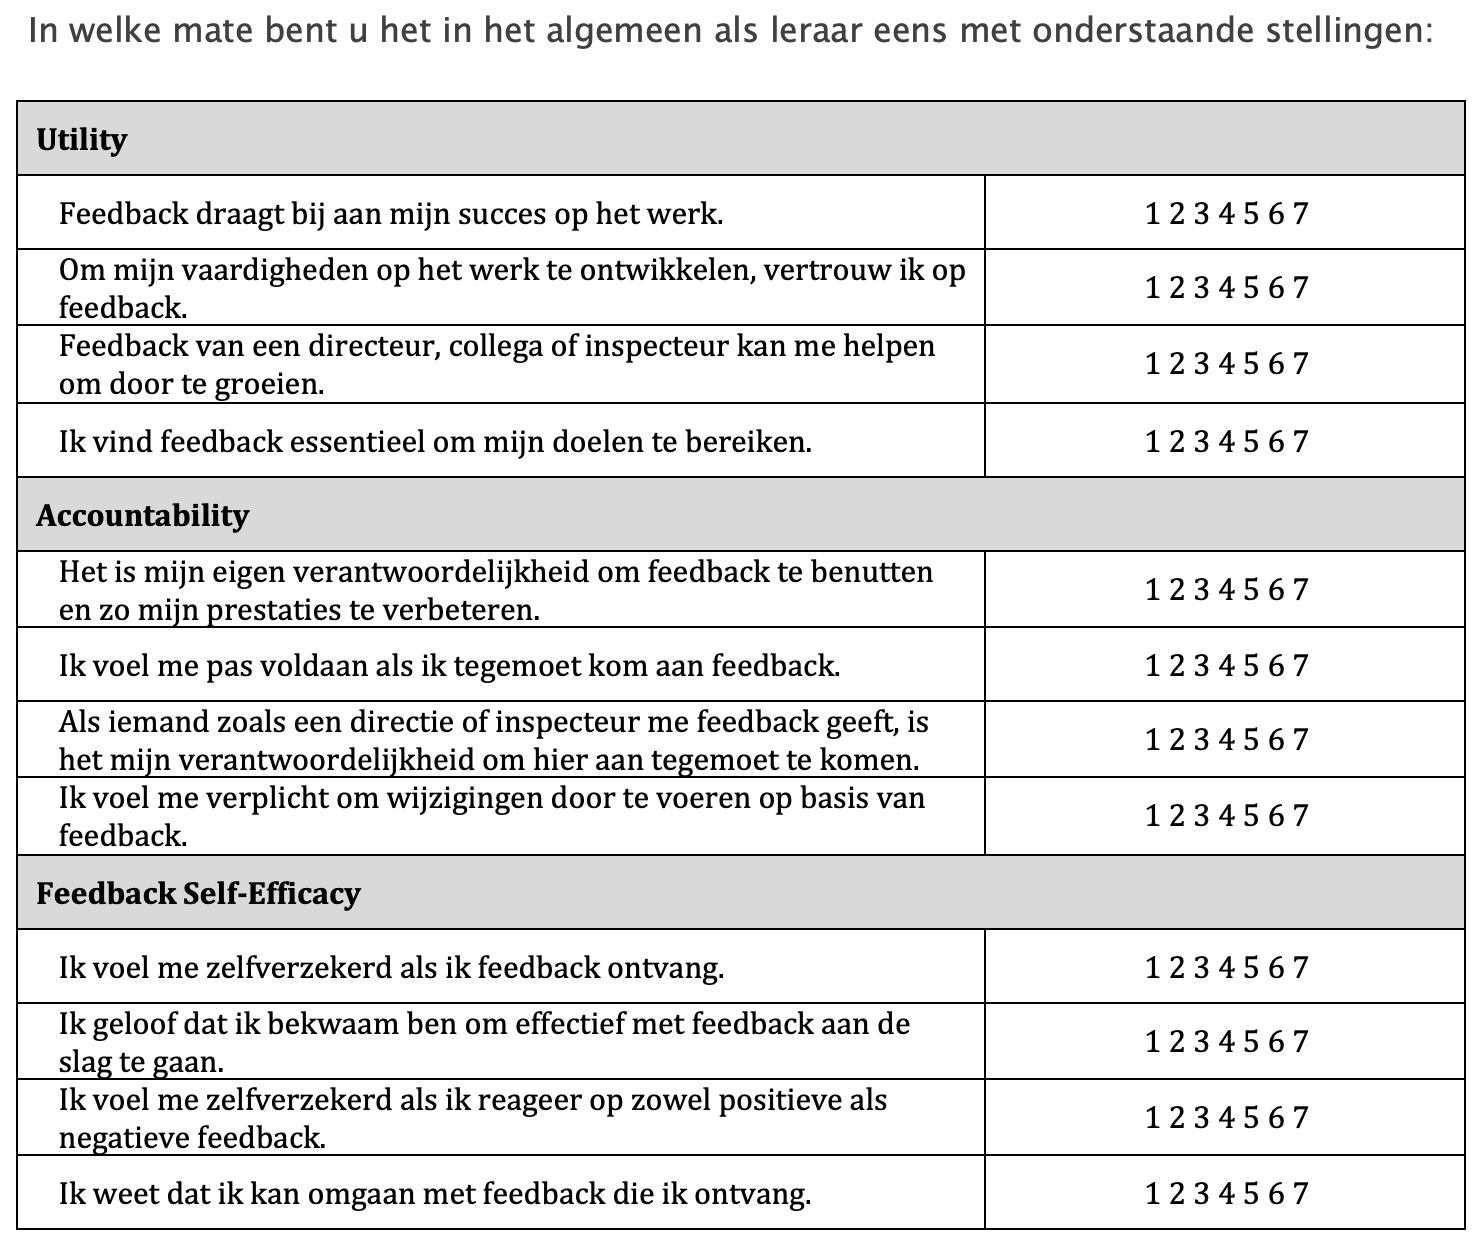 In welke mate bent u het in het algemeen als leraar eens met onderstaande stellingen:
Utility
Feedback draagt bij aan mijn succes op het werk.
1 2 3 4 5 6 7
Om mijn vaardigheden op het werk te ontwikkelen, vertrouw ik op
feedback.
1 2 3 4 5 6 7
Feedback van een directeur, collega of inspecteur kan me helpen
om door te groeien.
1 2 3 4 5 6 7
Ik vind feedback essentieel om mijn doelen te bereiken.
1 2 3 4 5 6 7
Accountability
Het is mijn eigen verantwoordelijkheid om feedback te benutten
en zo mijn prestaties te verbeteren.
1 2 3 4 5 6 7
Ik voel me pas voldaan als ik tegemoet kom aan feedback.
1 2 3 4 5 6 7
Als iemand zoals een directie of inspecteur me feedback geeft, is
het mijn verantwoordelijkheid om hier aan tegemoet te komen.
1 2 3 4 5 6 7
Ik voel me verplicht om wijzigingen door te voeren op basis van
feedback.
1 2 3 4 5 6 7
Feedback Self-Efficacy
Ik voel me zelfverzekerd als ik feedback ontvang.
1 2 3 4 5 6 7
Ik geloof dat ik bekwaam ben om effectief met feedback aan de
slag te gaan.
1 2 3 4 5 6 7
Ik voel me zelfverzekerd als ik reageer op zowel positieve als
negatieve feedback.
1 2 3 4 5 6 7
Ik weet dat ik kan omgaan met feedback die ik ontvang.
1 2 3 4 5 6 7